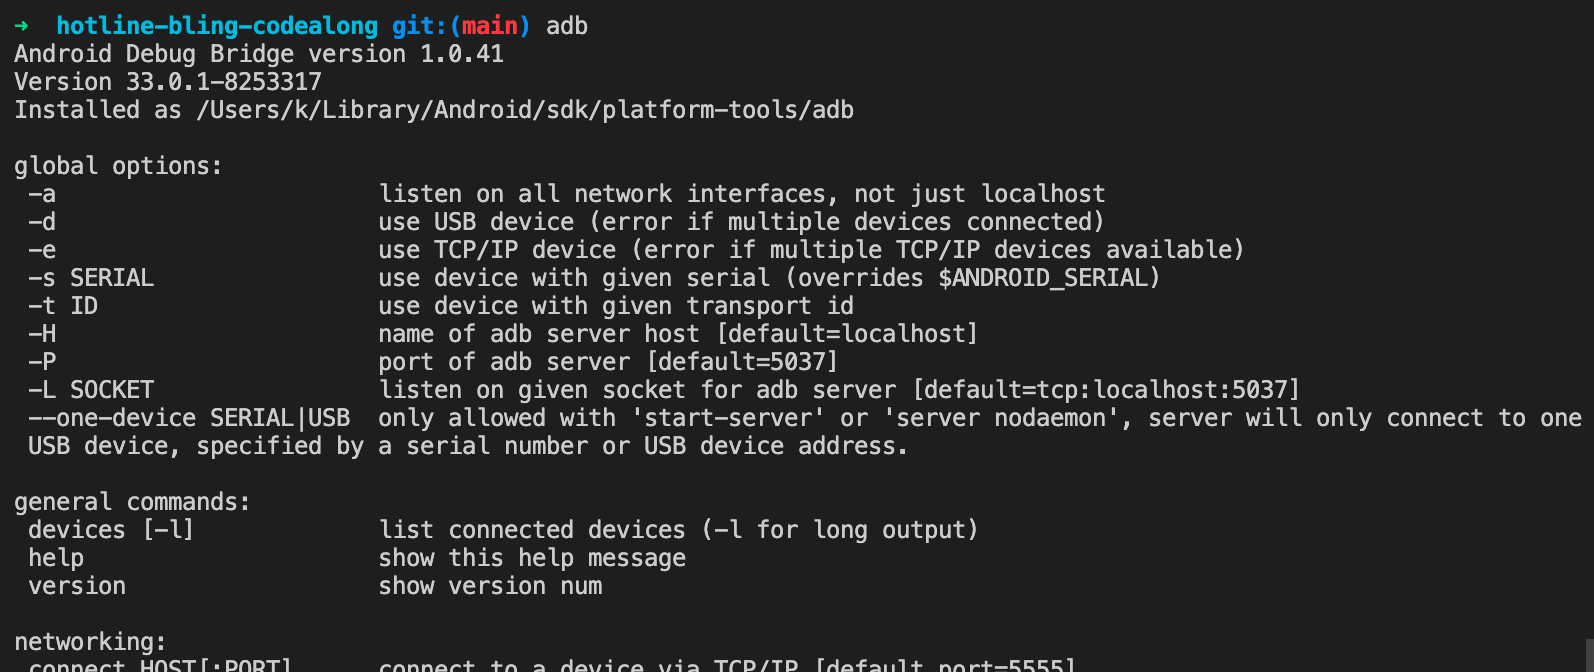 ➜  hotline-bling-codealong git:(main) adb
Android Debug Bridge version 1.0.41
Version 33.0.1-8253317
Installed as /Users/k/Library/Android/sdk/platform-tools/adb

global options:
 -a                       listen on all network interfaces, not just localhost
 -d                       use USB device (error if multiple devices connected)
 -e                       use TCP/IP device (error if multiple TCP/IP devices available)
 -s SERIAL                use device with given serial (overrides $ANDROID_SERIAL)
 -t ID                    use device with given transport id
 -H                       name of adb server host [default=localhost]
 -P                       port of adb server [default=5037]
 -L SOCKET                listen on given socket for adb server [default=tcp:localhost:5037]
 --one-device SERIAL|USB  only allowed with 'start-server' or 'server nodaemon', server will only connect to one
 USB device, specified by a serial number or USB device address.

general commands:
 devices [-l]             list connected devices (-l for long output)
 help                     show this help message
 version                  show version num

networking:
 connect HOST[:PORT]      connect to a device via TCP/IP [default port=5555]